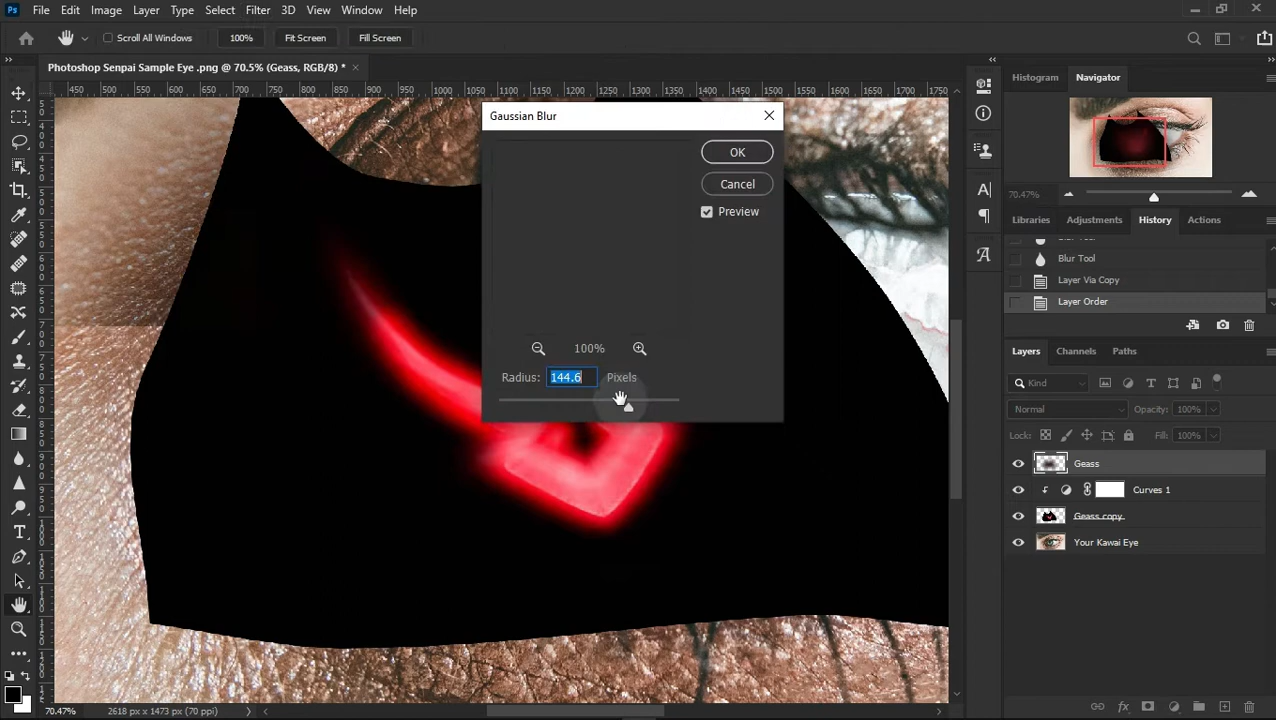 Ps File Edit Image Layer Type Select Filter 3D View Window Help
Scroll All Windows 100% Fit Screen Fill Screen
Photoshop Senpai Sample Eye .png @ 70.5% (Geass, RGB/8) * ×
450 500 550 600 650 700 750 800 850 900 950 1000 1050 1100 1150 1200 1250 1300 1350 1400 1450 1500 1550 1600 1650 1700 1750
Gaussian Blur
OK
Cancel
Preview
100%
Radius: 144.6 Pixels
Histogram Navigator
70.47%
Libraries Adjustments History Actions
Blur Tool
Layer Via Copy
Layer Order
Layers Channels Paths
Kind
Normal Opacity: 100%
Lock: Fill: 100%
Geass
Curves 1
Geass copy
Your Kawai Eye
70.47% 2618 px x 1473 px (70 ppi)